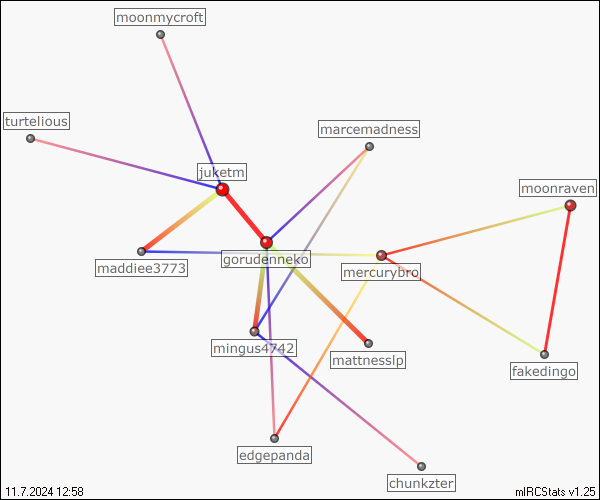 moonmycroft
turtelious
marcemadness
juketm
moonraven
gorudenneko
maddiee3773
mercurybro
mingus4742
mattnesslp
fakedingo
edgepanda
chunkzter
11.7.2024 12:58
mIRCStats v1.25